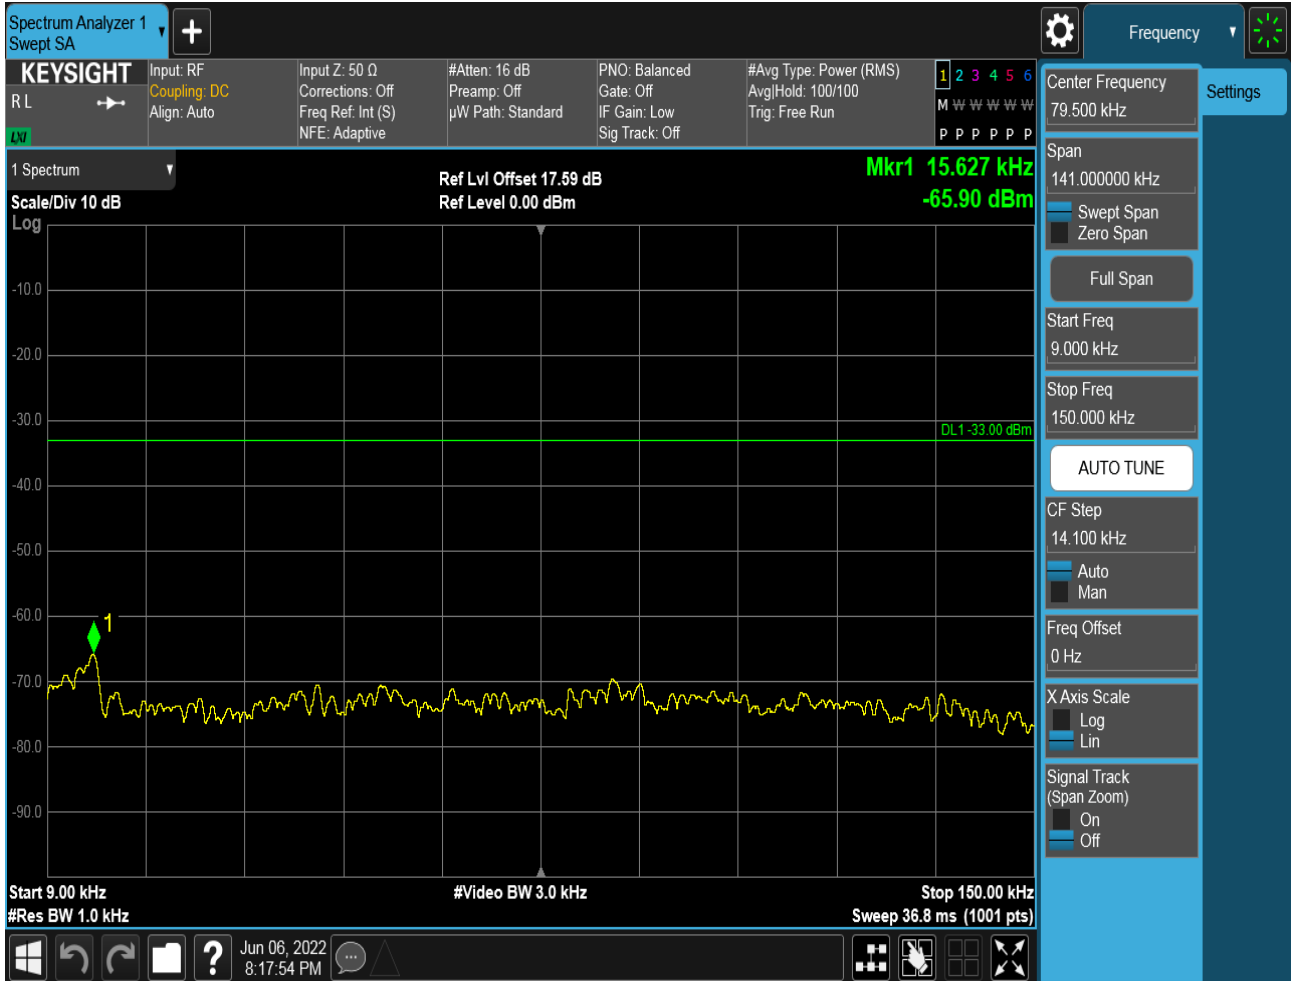 Spectrum Analyzer 1
Swept SA
Frequency
KEYSIGHT
R L
LXI
Input: RF
Coupling: DC
Align: Auto
Input Z: 50 Ω
Corrections: Off
Freq Ref: Int (S)
NFE: Adaptive
#Atten: 16 dB
Preamp: Off
µW Path: Standard
PNO: Balanced
Gate: Off
IF Gain: Low
Sig Track: Off
#Avg Type: Power (RMS)
Avg|Hold: 100/100
Trig: Free Run
1 2 3 4 5 6
M W W W W W
P P P P P P
1 Spectrum
Scale/Div 10 dB
Log
Ref Lvl Offset 17.59 dB
Ref Level 0.00 dBm
Mkr1 15.627 kHz
-65.90 dBm
-10.0
-20.0
-30.0
DL1 -33.00 dBm
-40.0
-50.0
-60.0
1
-70.0
-80.0
-90.0
Start 9.00 kHz
#Res BW 1.0 kHz
#Video BW 3.0 kHz
Stop 150.00 kHz
Sweep 36.8 ms (1001 pts)
?
Jun 06, 2022
8:17:54 PM
Center Frequency
79.500 kHz
Settings
Span
141.000000 kHz
Swept Span
Zero Span
Full Span
Start Freq
9.000 kHz
Stop Freq
150.000 kHz
AUTO TUNE
CF Step
14.100 kHz
Auto
Man
Freq Offset
0 Hz
X Axis Scale
Log
Lin
Signal Track
(Span Zoom)
On
Off